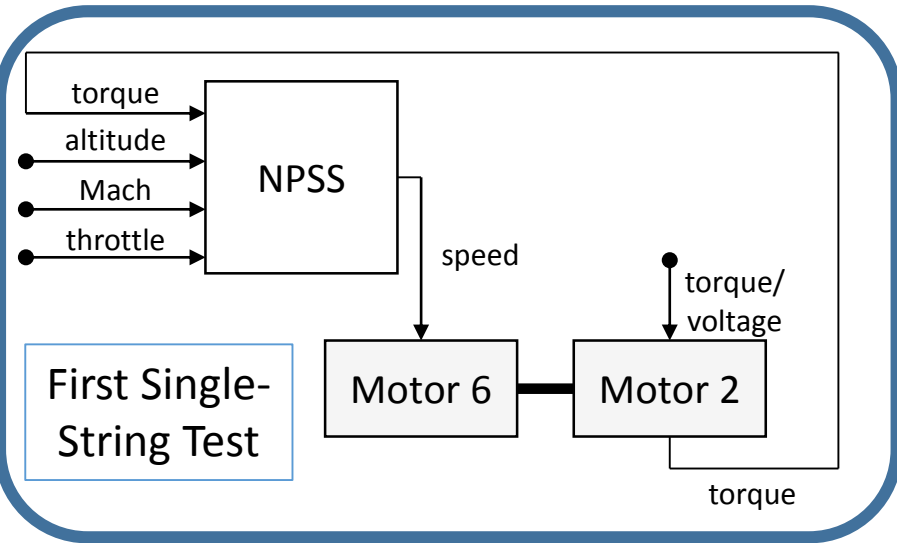 torque
altitude
Mach
throttle
NPSS
speed
torque/
voltage
Motor 6
Motor 2
First Single-
String Test
torque